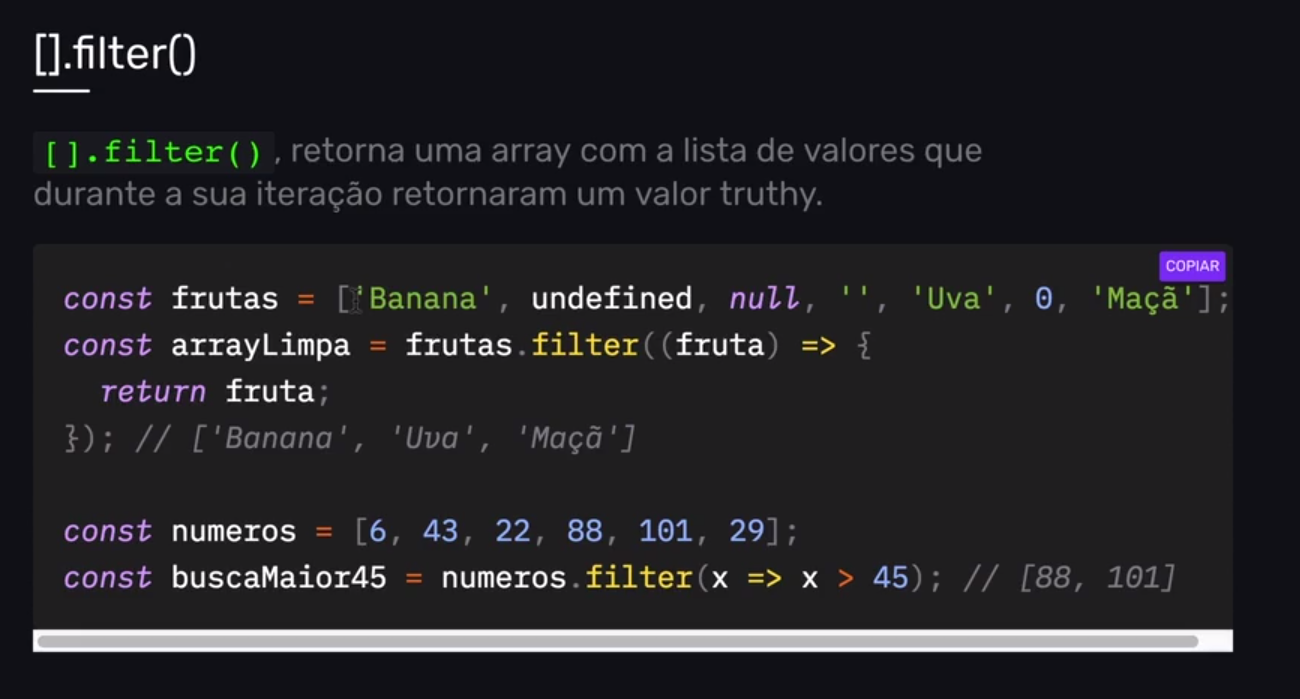 [].filter()
[].filter(), retorna uma array com a lista de valores que
durante a sua iteração retornaram um valor truthy.
COPIAR
const frutas = ['Banana', undefined, null, '', 'Uva', 0, 'Maçã'];
const arrayLimpa = frutas.filter((fruta) => {
  return fruta;
}); // ['Banana', 'Uva', 'Maçã']
const numeros = [6, 43, 22, 88, 101, 29];
const buscaMaior45 = numeros.filter(x => x > 45); // [88, 101]